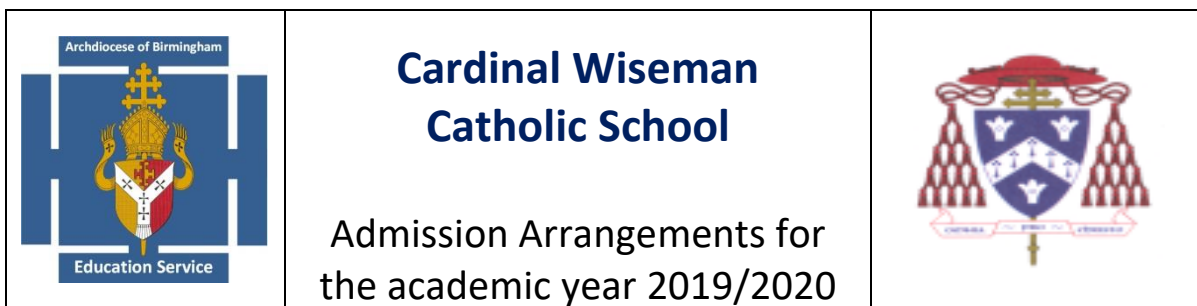 Archdiocese of Birmingham
Education Service
Cardinal Wiseman
Catholic School
Admission Arrangements for
the academic year 2019/2020